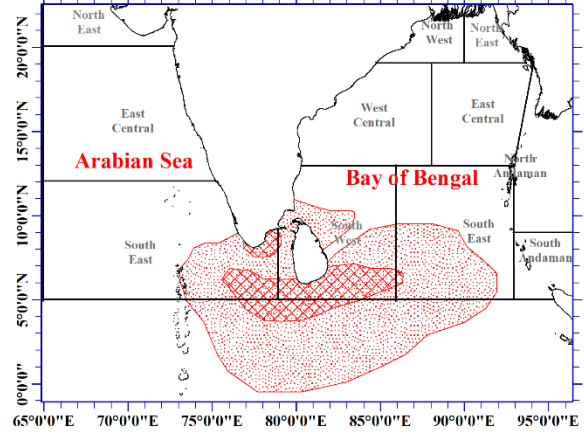 North
East
North
West
North
East
20°0'0"N
East
Central
West
Central
East
Central
15°0'0"N
Arabian Sea
Bay of Bengal
North
Andaman
10°0'0"N
South
East
South
West
South
East
South
Andaman
5°0'0"N
0°0'0"
65°0'0"E 70°0'0"E 75°0'0"E 80°0'0"E 85°0'0"E 90°0'0"E 95°0'0"E